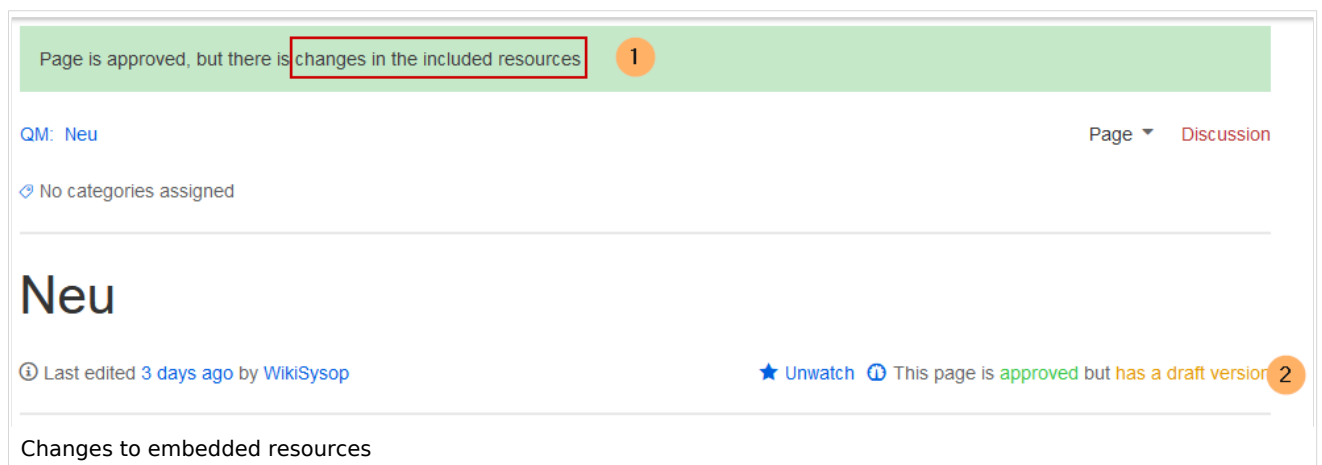 Page is approved, but there is changes in the included resources 1
QM: Neu Page Discussion
No categories assigned
Neu
Last edited 3 days ago by WikiSysop Unwatch This page is approved but has a draft version 2
Changes to embedded resources